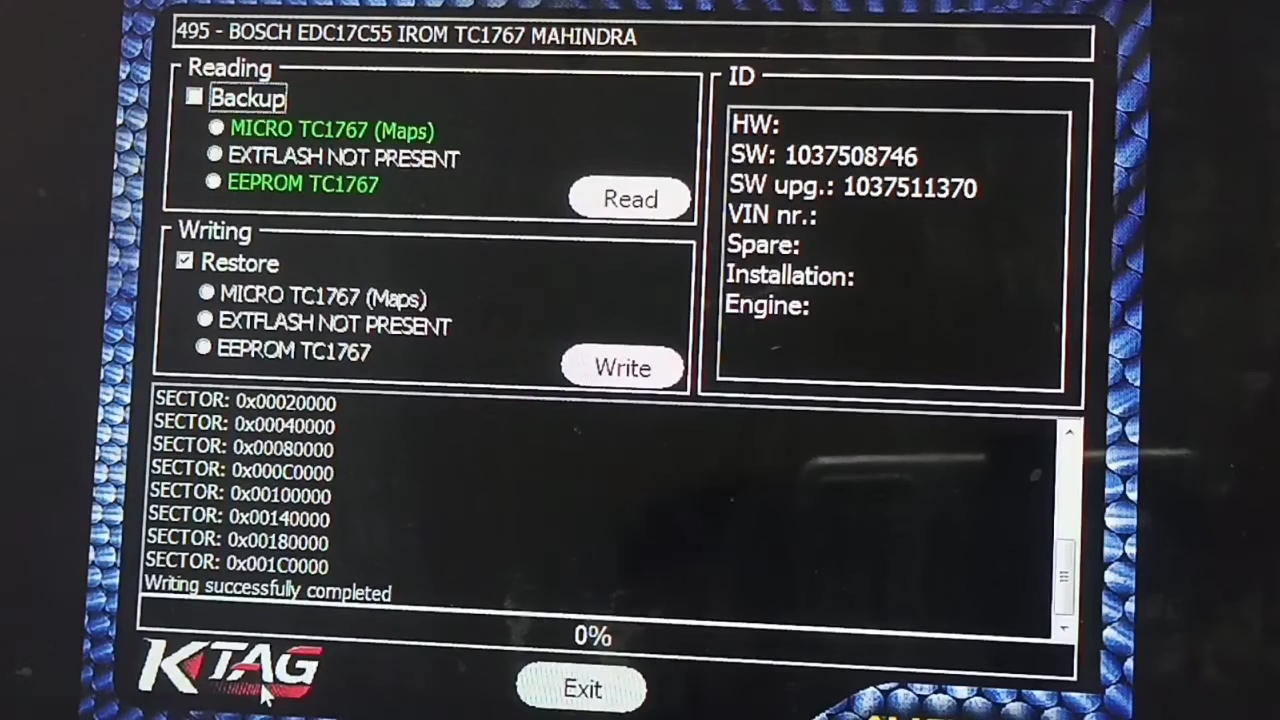 495 - BOSCH EDC17C55 IROM TC1767 MAHINDRA
Reading
Backup
MICRO TC1767 (Maps)
EXTFLASH NOT PRESENT
EEPROM TC1767
Read
Writing
Restore
MICRO TC1767 (Maps)
EXTFLASH NOT PRESENT
EEPROM TC1767
Write
ID
HW:
SW: 1037508746
SW upg.: 1037511370
VIN nr.:
Spare:
Installation:
Engine:
SECTOR: 0x00020000
SECTOR: 0x00040000
SECTOR: 0x00080000
SECTOR: 0x000C0000
SECTOR: 0x00100000
SECTOR: 0x00140000
SECTOR: 0x00180000
SECTOR: 0x001C0000
Writing successfully completed
0%
KTAG
Exit